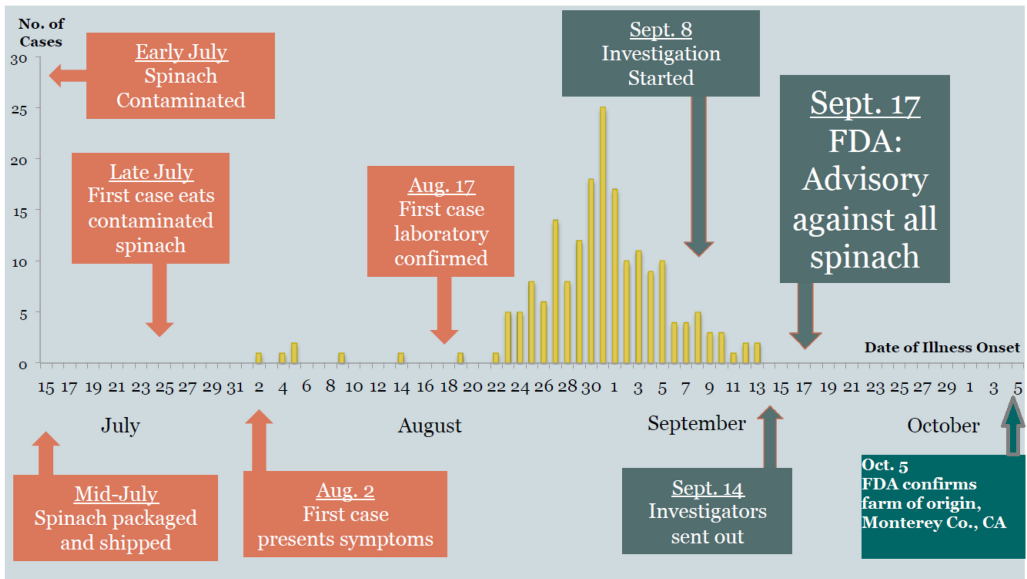 No. of
Cases
30
25
20
15
10
5
0
Early July
Spinach
Contaminated
Late July
First case eats
contaminated
spinach
Aug. 17
First case
laboratory
confirmed
Sept. 8
Investigation
Started
Sept. 17
FDA:
Advisory
against all
spinach
Date of Illness Onset
15 17 19 21 23 25 27 29 31 2 4 6 8 10 12 14 16 18 20 22 24 26 28 30 1 3 5 7 9 11 13 15 17 19 21 23 25 27 29 1 3 5
July August September October
Mid-July
Spinach packaged
and shipped
Aug. 2
First case
presents symptoms
Sept. 14
Investigators
sent out
Oct. 5
FDA confirms
farm of origin,
Monterey Co., CA